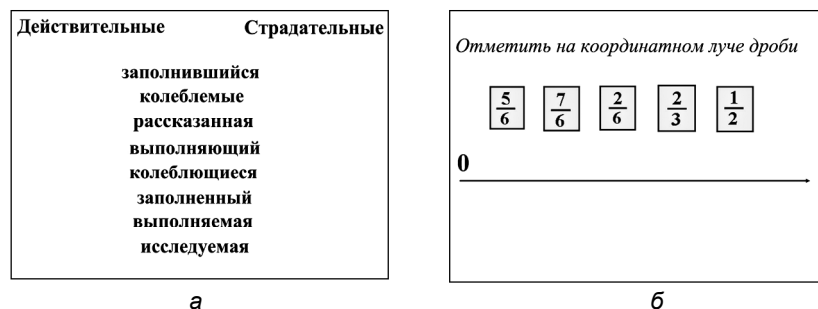 Действительные Страдательные
заполнившийся
колеблемые
рассказанная
выполняющий
колеблющиеся
заполненный
выполняемая
исследуемая
а
Отметить на координатном луче дроби
5/6 7/6 2/6 2/3 1/2
0
б